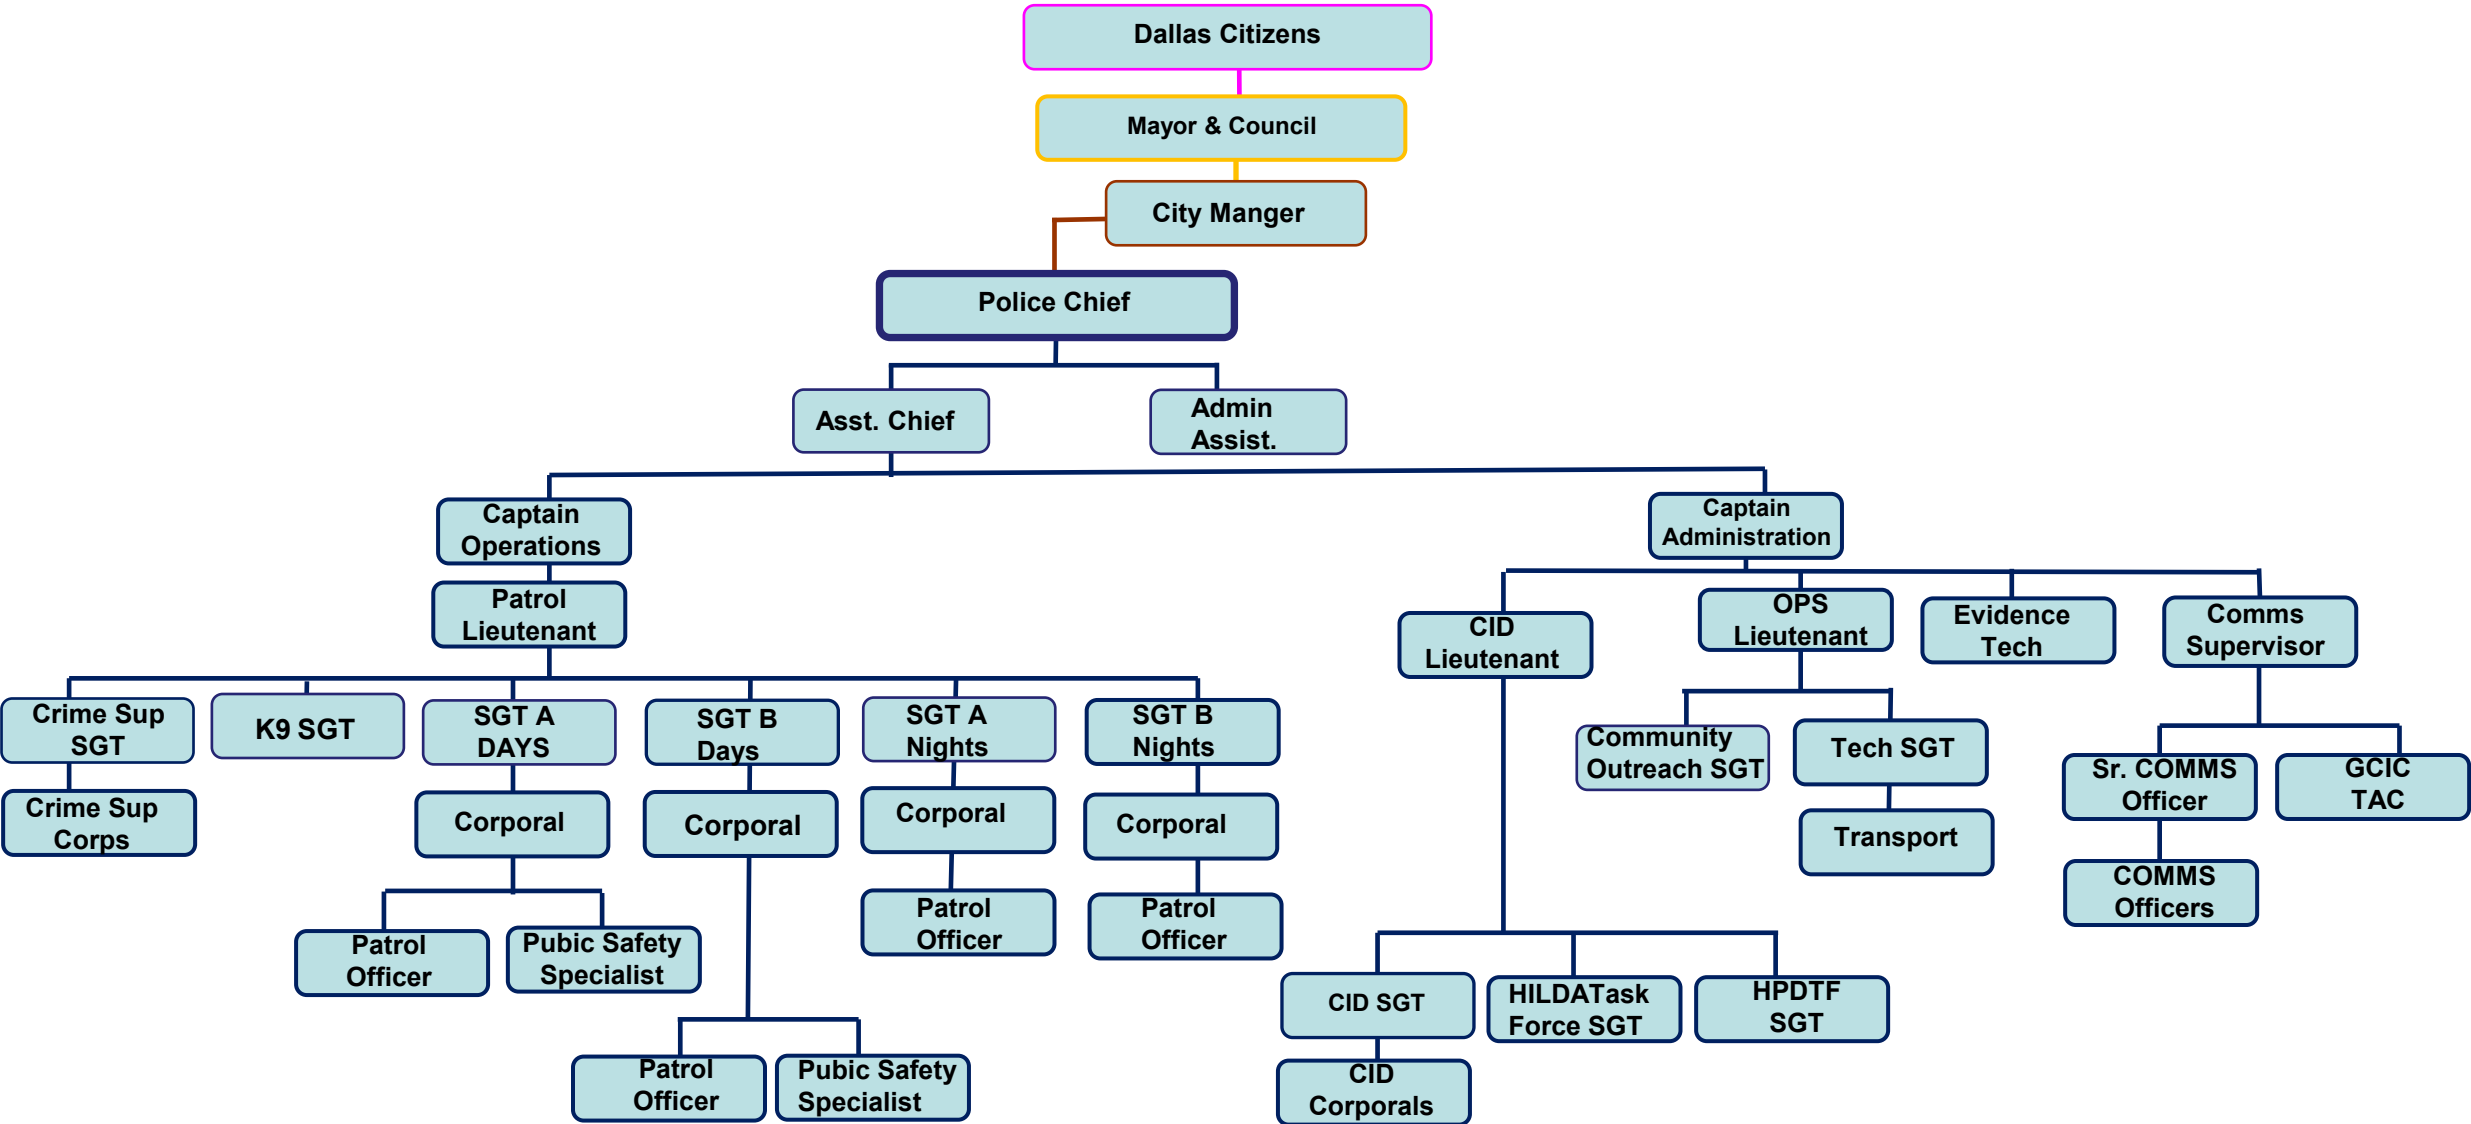 Dallas Citizens
Mayor & Council
City Manger
Police Chief
Asst. Chief
Admin
Assist.
Captain
Operations
Captain
Administration
Patrol
Lieutenant
CID
Lieutenant
OPS
Lieutenant
Evidence
Tech
Comms
Supervisor
Crime Sup
SGT
K9 SGT
SGT A
DAYS
SGT B
Days
SGT A
Nights
SGT B
Nights
Community
Outreach SGT
Tech SGT
Sr. COMMS
Officer
GCIC
TAC
Crime Sup
Corps
Corporal
Corporal
Corporal
Corporal
Transport
COMMS
Officers
Patrol
Officer
Pubic Safety
Specialist
Patrol
Officer
Patrol
Officer
CID SGT
HILDATask
Force SGT
HPDTF
SGT
Patrol
Officer
Pubic Safety
Specialist
CID
Corporals